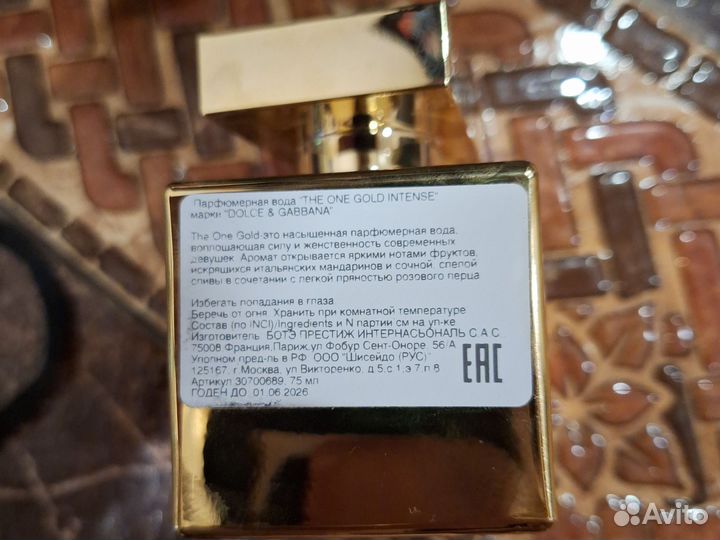 Парфюмерная вода "THE ONE GOLD INTENSE"
марки "DOLCE & GABBANA"
The One Gold-это насыщенная парфюмерная вода,
воплощающая силу и женственность современных
девушек. Аромат открывается яркими нотами фруктов,
искрящихся итальянских мандаринов и сочной, спелой
сливы в сочетании с легкой пряностью розового перца
Избегать попадания в глаза
Беречь от огня. Хранить при комнатной температуре
Состав (по INCI)/Ingredients и N партии см на уп-ке
Изготовитель: БОТЭ ПРЕСТИЖ ИНТЕРНАСЬОНАЛЬ С.А.С
75008 Франция,Париж,ул Фобур Сент-Оноре, 56/А
Уполном пред-ль в РФ: ООО "Шисейдо (РУС)"
125167, г Москва, ул Викторенко, д.5,с 1,э 7,п 8
Артикул 30700689, 75 мл
ГОДЕН ДО: 01.06.2026
EAC
Avito